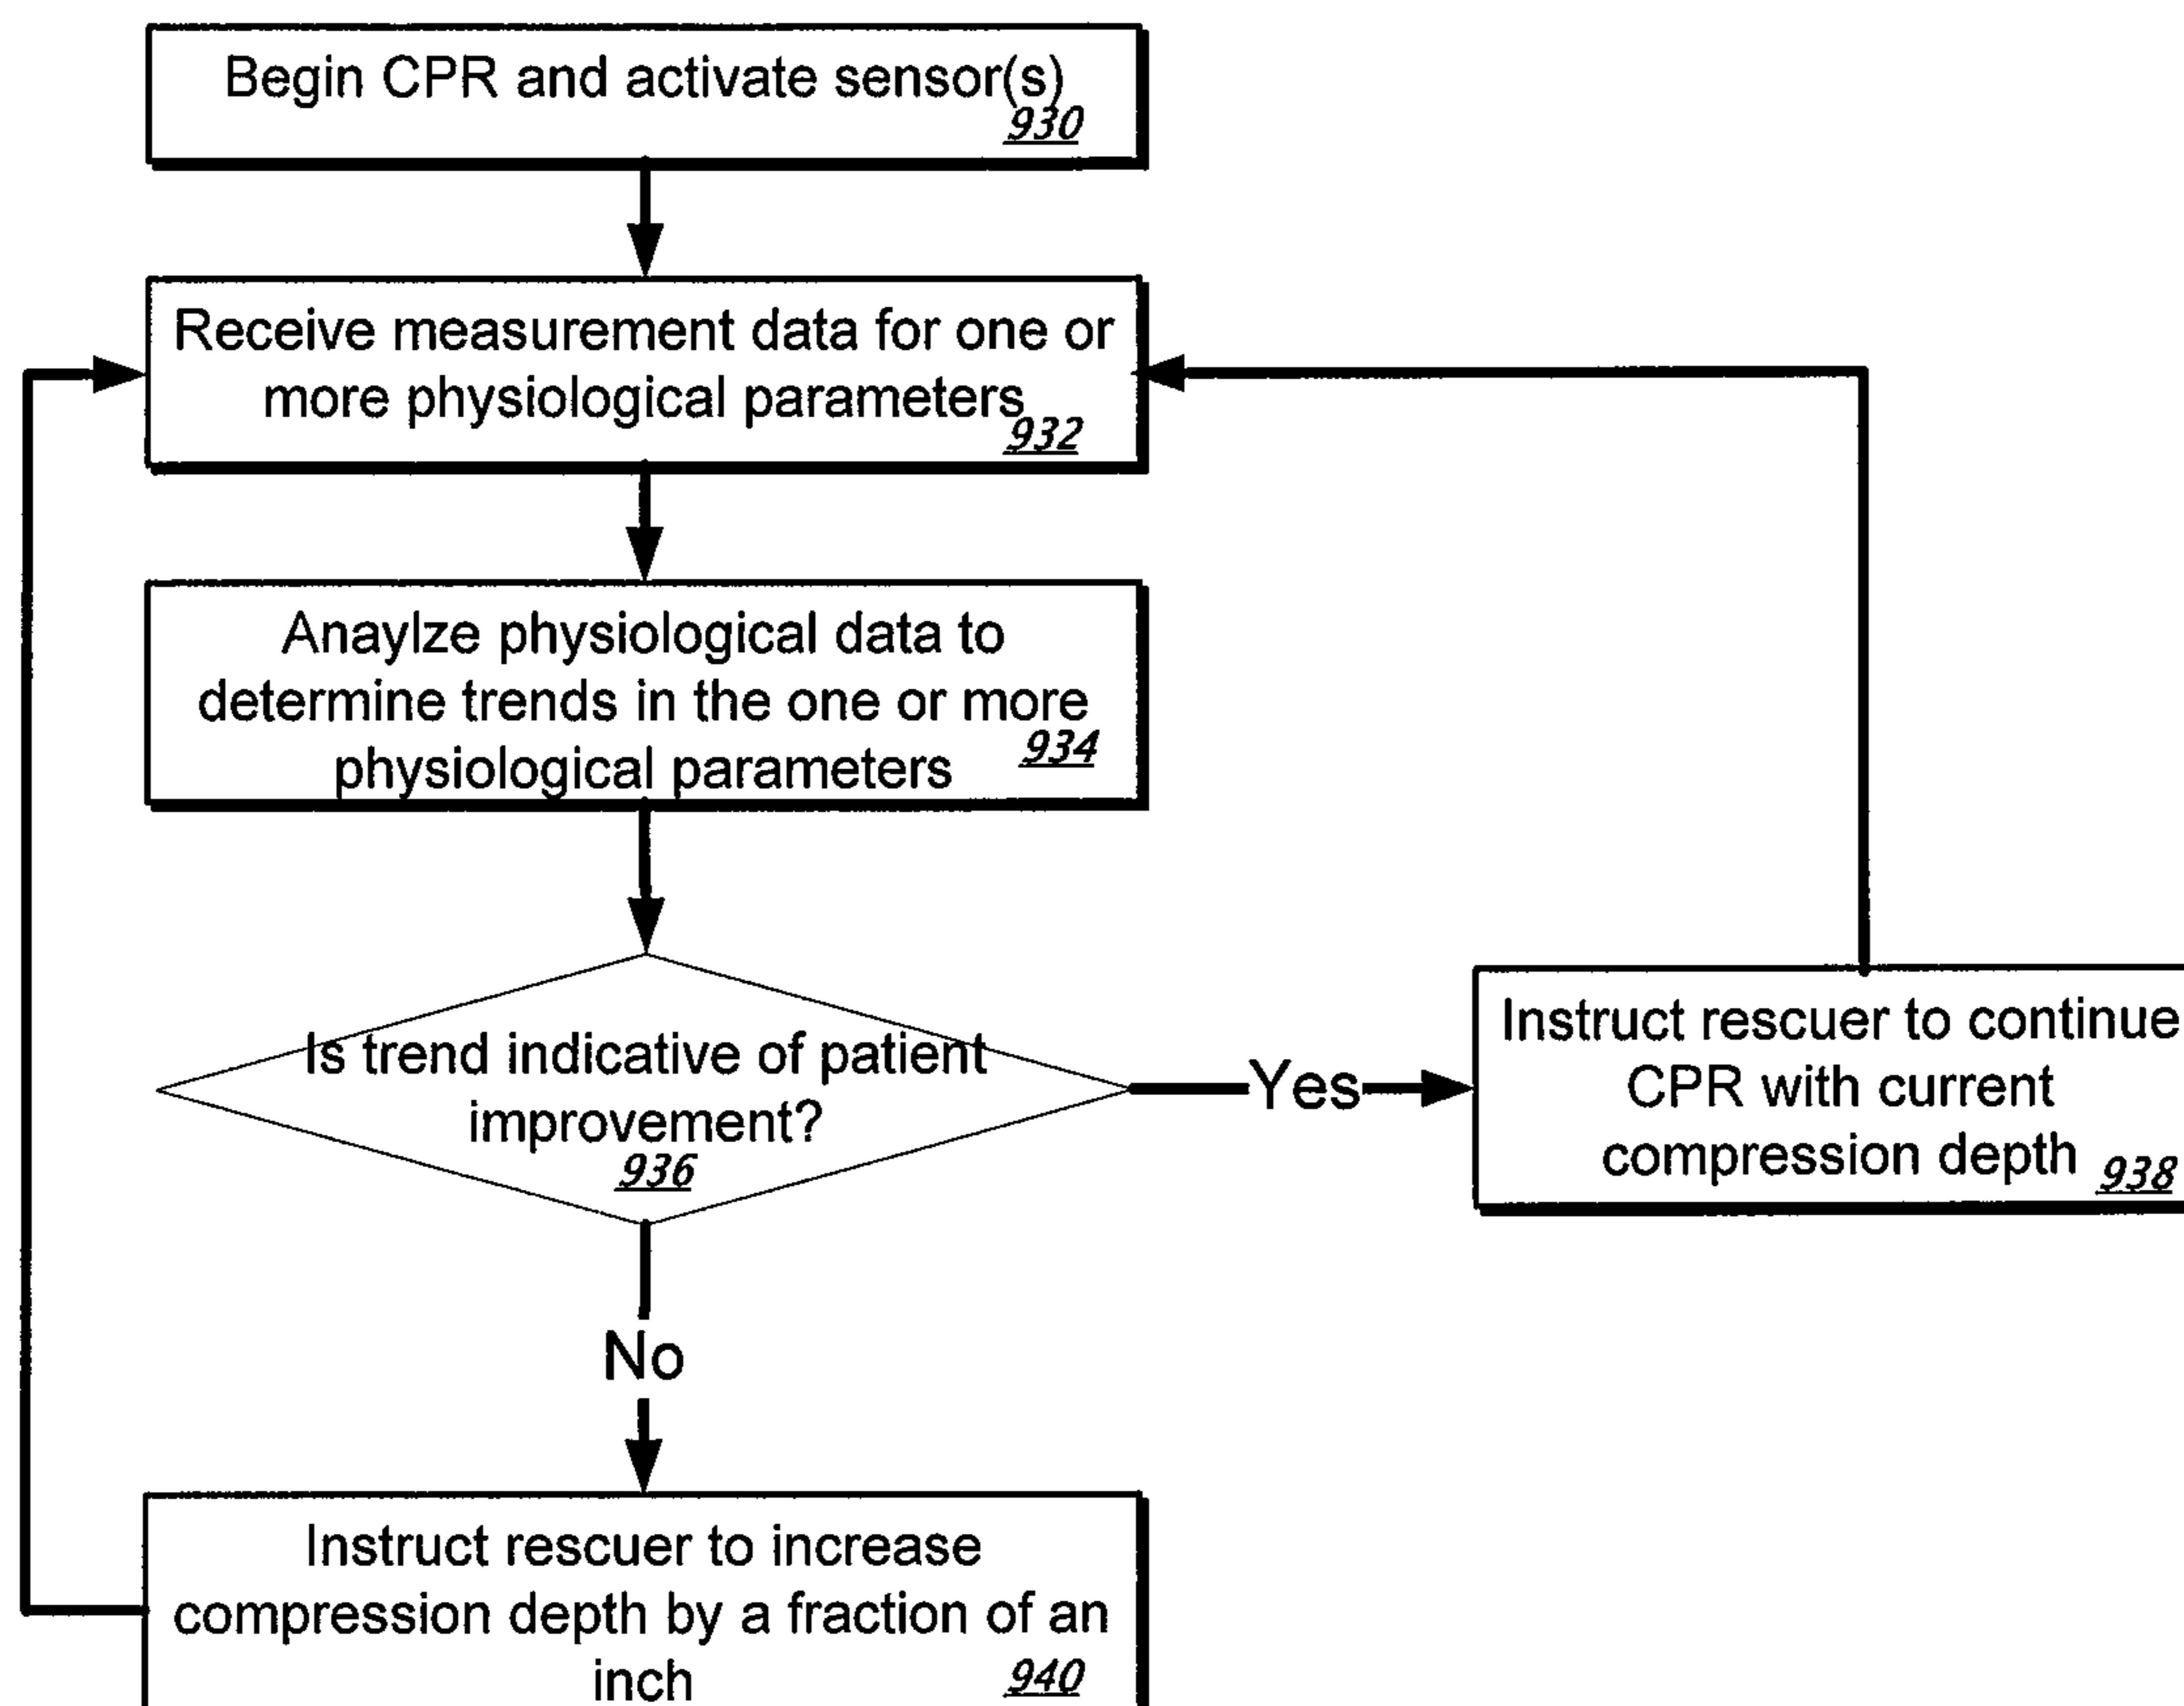 Begin CPR and activate sensor(s)
930
Receive measurement data for one or
more physiological parameters
932
Anaylze physiological data to
determine trends in the one or more
physiological parameters 934
Is trend indicative of patient
improvement?
936
Yes
Instruct rescuer to continue
CPR with current
compression depth 938
No
Instruct rescuer to increase
compression depth by a fraction of an
inch 940